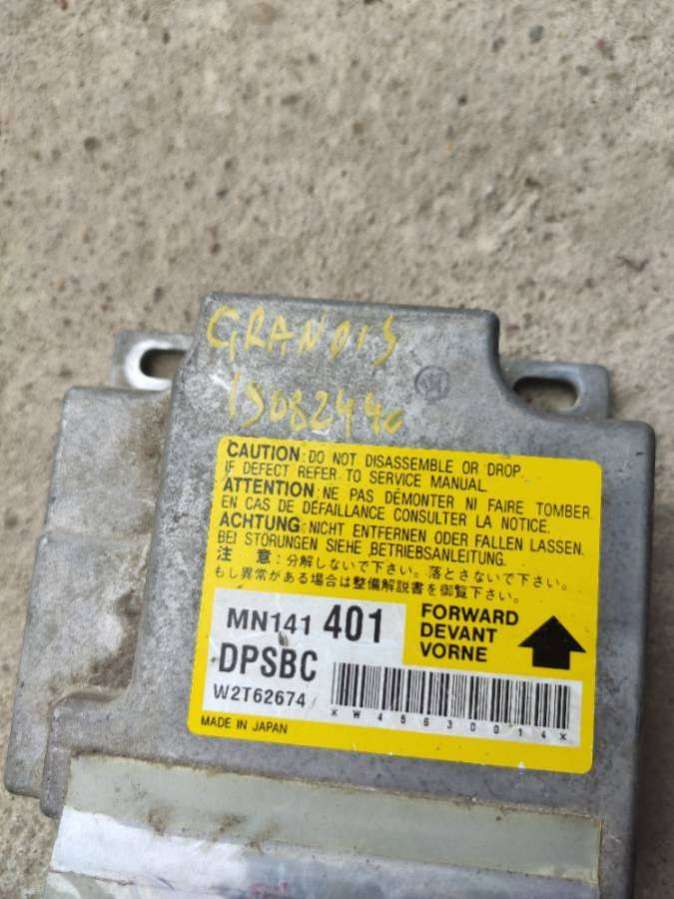 GRANDIS
19082440
CAUTION: DO NOT DISASSEMBLE OR DROP.
IF DEFECT REFER TO SERVICE MANUAL.
ATTENTION: NE PAS DÉMONTER NI FAIRE TOMBER.
EN CAS DE DÉFAILLANCE CONSULTER LA NOTICE.
ACHTUNG: NICHT ENTFERNEN ODER FALLEN LASSEN.
BEI STÖRUNGEN SIEHE BETRIEBSANLEITUNG.
注 意:分解しないで下さい。落とさないで下さい。
もし異常がある場合は整備解説書を御覧下さい。
MN141 401
FORWARD
DEVANT
VORNE
DPSBC
W2T62674
XW45630014X
MADE IN JAPAN